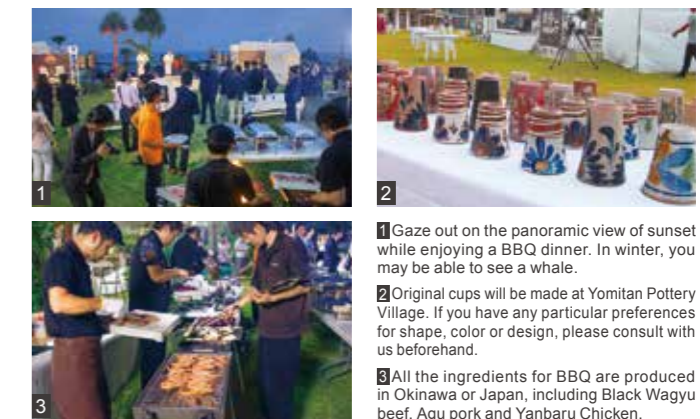 1
2
3
1 Gaze out on the panoramic view of sunset
while enjoying a BBQ dinner. In winter, you
may be able to see a whale.
2 Original cups will be made at Yomitan Pottery
Village. If you have any particular preferences
for shape, color or design, please consult with
us beforehand.
3 All the ingredients for BBQ are produced
in Okinawa or Japan, including Black Wagyu
beef, Agu pork and Yanbaru Chicken.